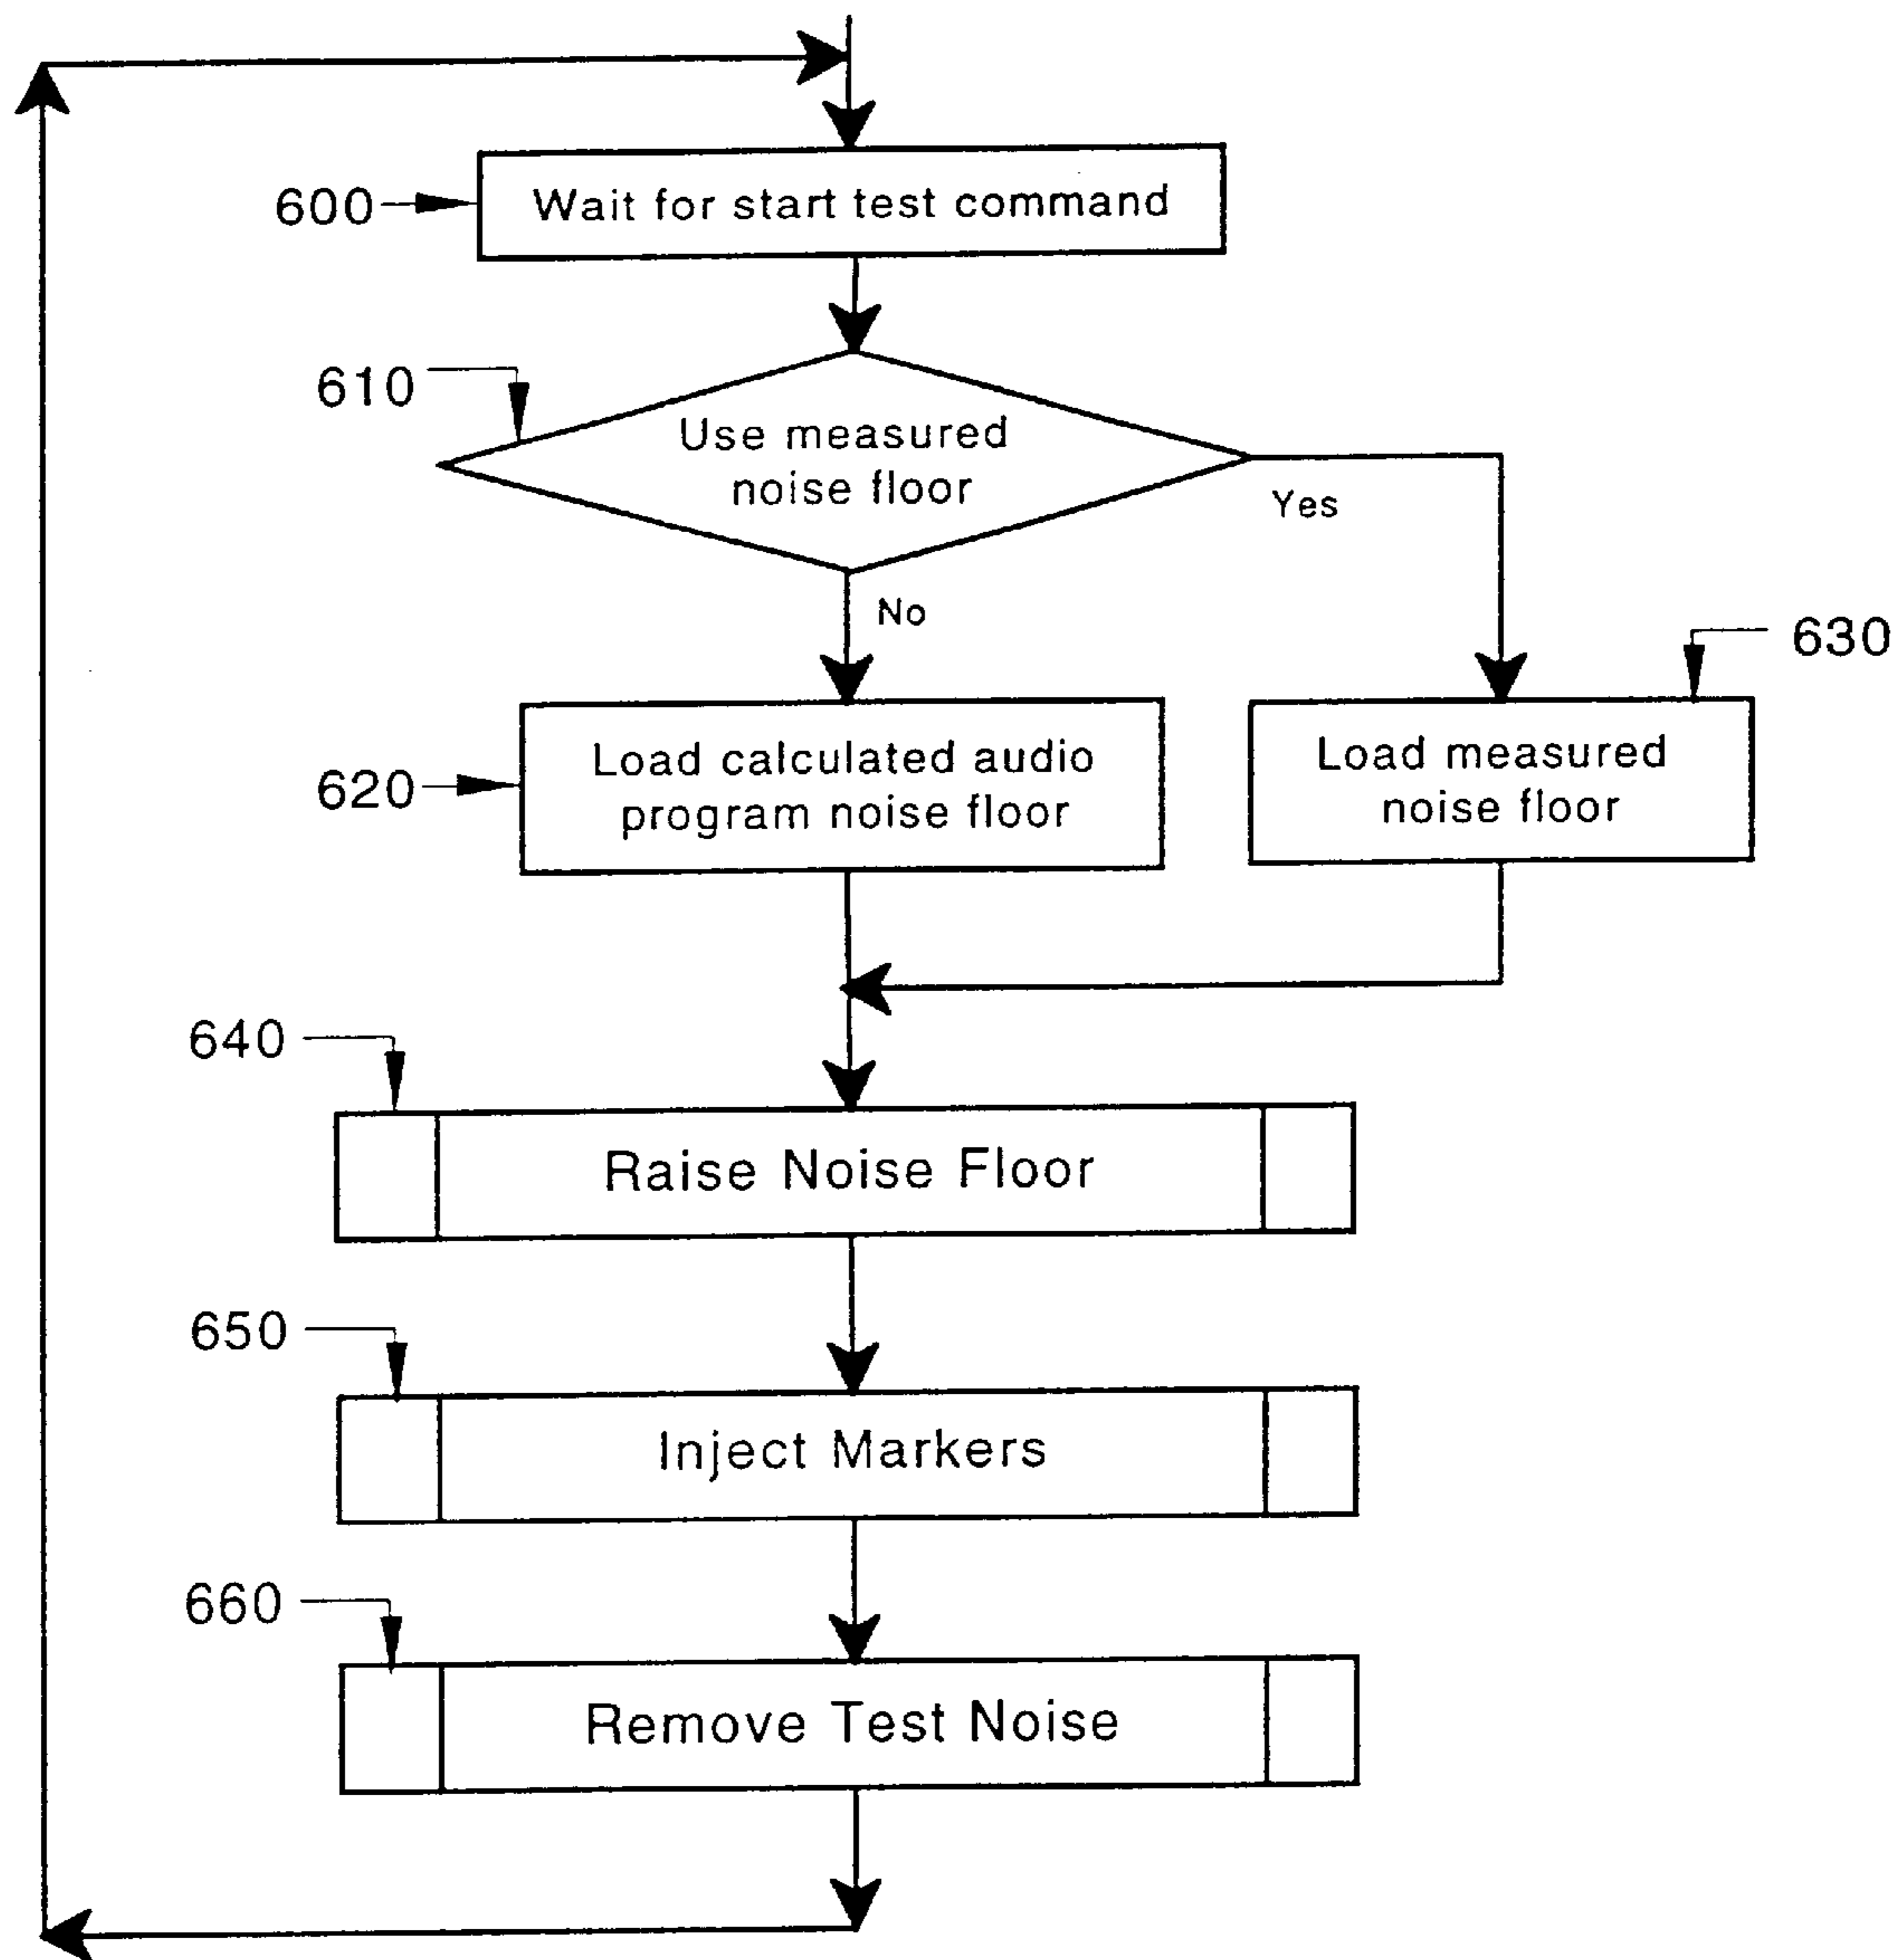 600
Wait for start test command
610
Use measured
noise floor
Yes
No
630
620
Load calculated audio
program noise floor
Load measured
noise floor
640
Raise Noise Floor
650
Inject Markers
660
Remove Test Noise